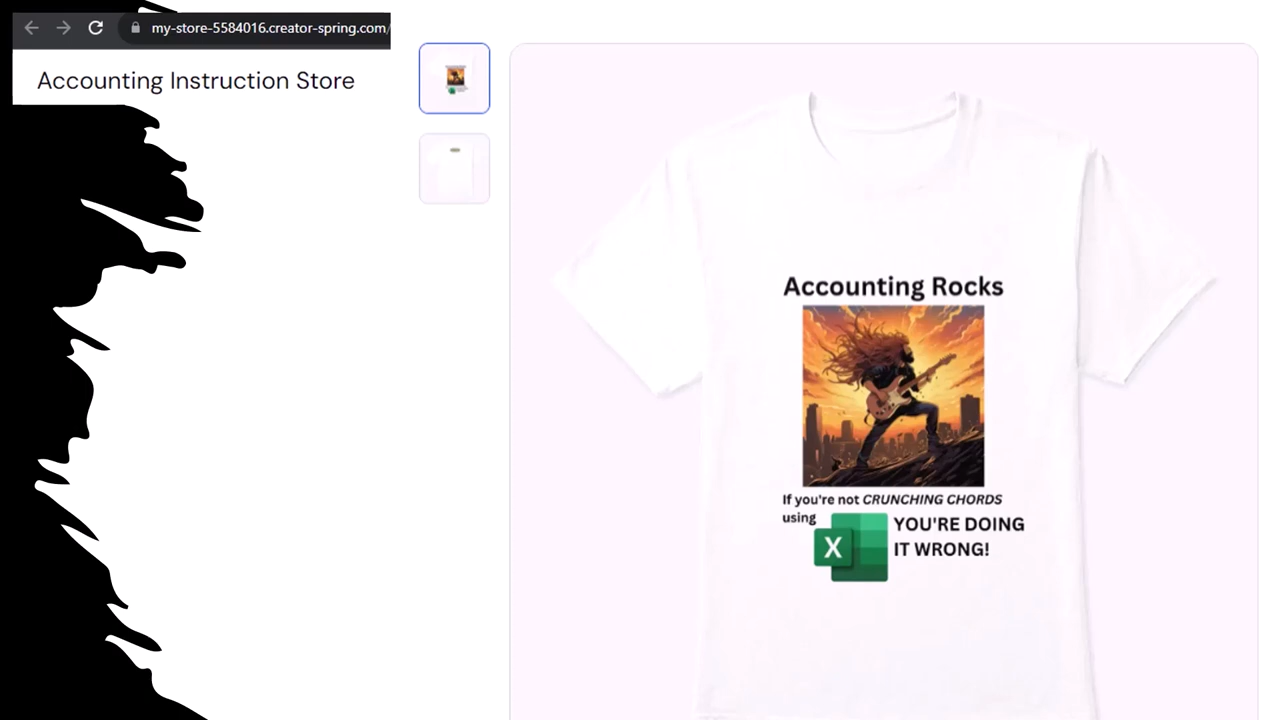 my-store-5584016.creator-spring.com/
Accounting Instruction Store
Accounting Rocks
If you're not CRUNCHING CHORDS
using
X
YOU'RE DOING
IT WRONG!